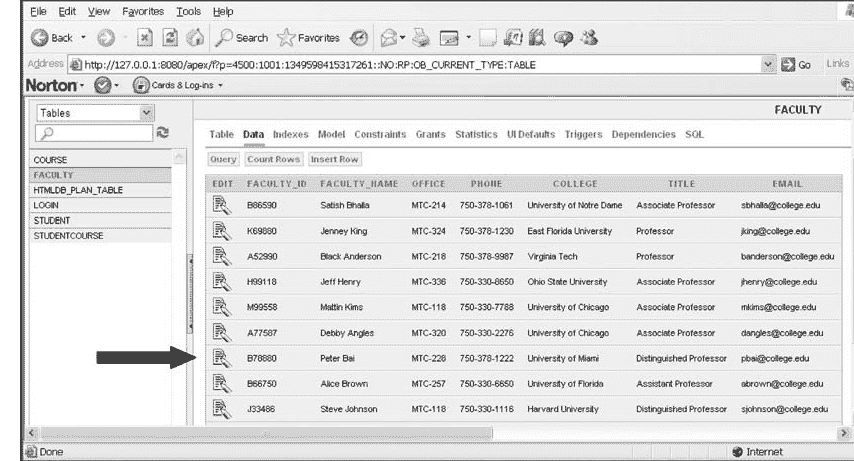 File Edit View Favorites Tools Help
Back Search Favorites
Address http://127.0.0.1:8080/apex/f?p=4500:1001:1349598415317261::NO:RP:OB_CURRENT_TYPE:TABLE Go Links
Norton Cards & Log-ins
Tables
FACULTY
Table Data Indexes Model Constraints Grants Statistics UI Defaults Triggers Dependencies SQL
Query Count Rows Insert Row
COURSE
FACULTY
HTMLDB_PLAN_TABLE
LOGIN
STUDENT
STUDENTCOURSE
EDIT FACULTY_ID FACULTY_NAME OFFICE PHONE COLLEGE TITLE EMAIL
B86590 Satish Bhalla MTC-214 750-378-1061 University of Notre Dame Associate Professor sbhalla@college.edu
K69880 Jenney King MTC-324 750-378-1230 East Florida University Professor jking@college.edu
A52990 Black Anderson MTC-218 750-378-9987 Virginia Tech Professor banderson@college.edu
H99118 Jeff Henry MTC-336 750-330-8650 Ohio State University Associate Professor jhenry@college.edu
M99558 Mattin Kims MTC-118 750-330-7788 University of Chicago Associate Professor mkims@college.edu
A77587 Debby Angles MTC-320 750-330-2276 University of Chicago Associate Professor dangles@college.edu
B78880 Peter Bai MTC-228 750-378-1222 University of Miami Distinguished Professor pbai@college.edu
B66750 Alice Brown MTC-257 750-330-6650 University of Florida Assistant Professor abrown@college.edu
J33486 Steve Johnson MTC-118 750-330-1116 Harvard University Distinguished Professor sjohnson@college.edu
Done Internet